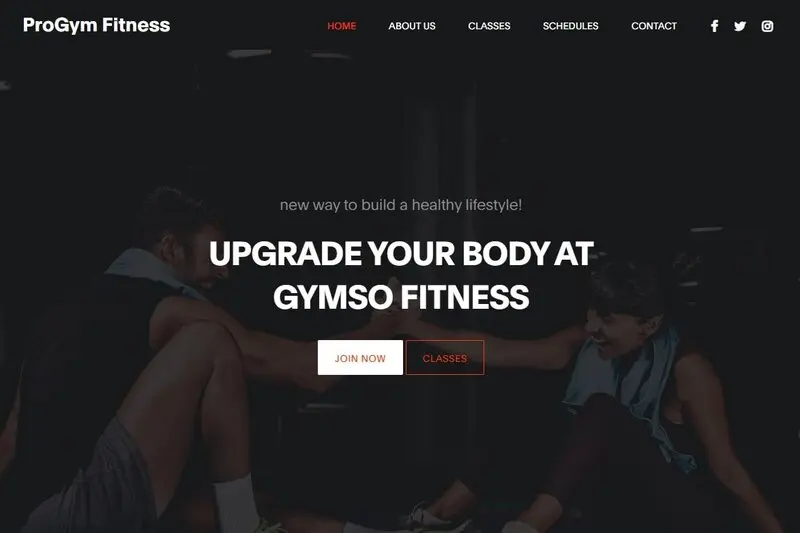 ProGym Fitness
HOME ABOUT US CLASSES SCHEDULES CONTACT
new way to build a healthy lifestyle!
UPGRADE YOUR BODY AT
GYMSO FITNESS
JOIN NOW CLASSES